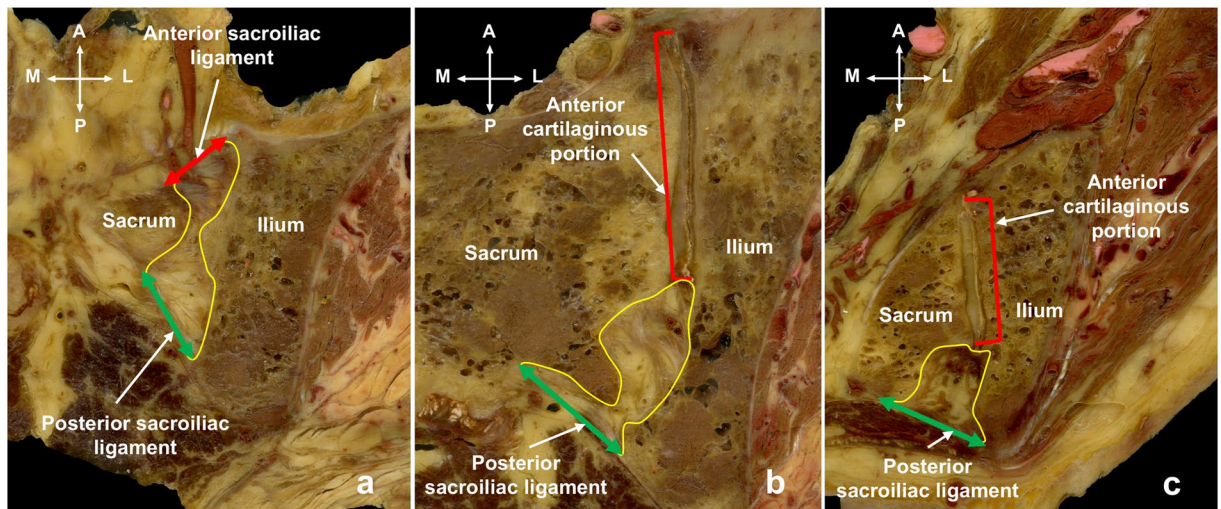 A
M L
P
Anterior sacroiliac
ligament
Sacrum
Ilium
Posterior sacroiliac
ligament
a
A
M L
P
Anterior
cartilaginous
portion
Sacrum
Ilium
Posterior
sacroiliac ligament
b
A
M L
P
Anterior
cartilaginous
portion
Sacrum
Ilium
Posterior
sacroiliac ligament
c